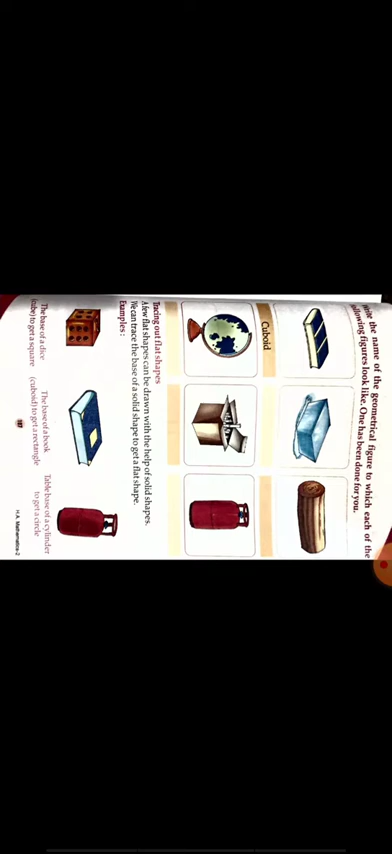 Write the name of the geometrical figure to which each of the
following figures look like. One has been done for you.
Cuboid
Tracing out flat shapes
A few flat shapes can be drawn with the help of solid shapes.
We can trace the base of a solid shape to get a flat shape.
Examples :
The base of a dice
(cube) to get a square
The base of a book
(cuboid) to get a rectangle
Table base of a cylinder
to get a circle
H.A. Mathematics-2